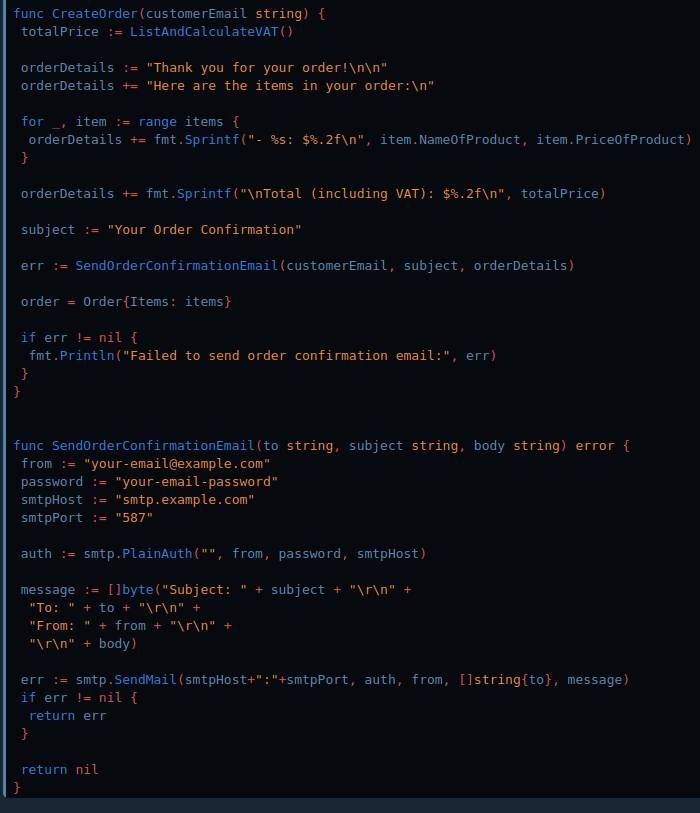 func CreateOrder(customerEmail string) {
 totalPrice := ListAndCalculateVAT()
 orderDetails := "Thank you for your order!\n\n"
 orderDetails += "Here are the items in your order:\n"
 for _, item := range items {
  orderDetails += fmt.Sprintf("- %s: $%.2f\n", item.NameOfProduct, item.PriceOfProduct)
 }
 orderDetails += fmt.Sprintf("\nTotal (including VAT): $%.2f\n", totalPrice)
 subject := "Your Order Confirmation"
 err := SendOrderConfirmationEmail(customerEmail, subject, orderDetails)
 order = Order{Items: items}
 if err != nil {
  fmt.Println("Failed to send order confirmation email:", err)
 }
}
func SendOrderConfirmationEmail(to string, subject string, body string) error {
 from := "your-email@example.com"
 password := "your-email-password"
 smtpHost := "smtp.example.com"
 smtpPort := "587"
 auth := smtp.PlainAuth("", from, password, smtpHost)
 message := []byte("Subject: " + subject + "\r\n" +
  "To: " + to + "\r\n" +
  "From: " + from + "\r\n" +
  "\r\n" + body)
 err := smtp.SendMail(smtpHost+":"+smtpPort, auth, from, []string{to}, message)
 if err != nil {
  return err
 }
 return nil
}